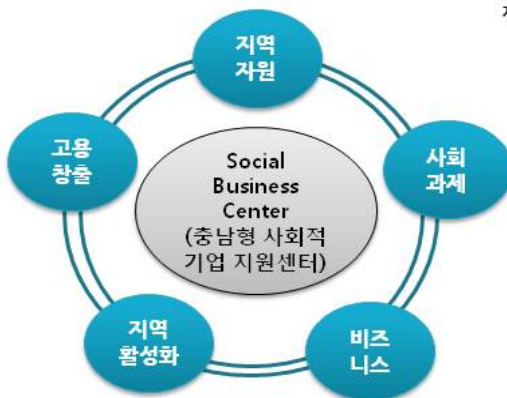 지역
자원
사회
과제
비즈
니스
지역
활성화
고용
창출
Social
Business
Center
(충남형 사회적
기업 지원센터)